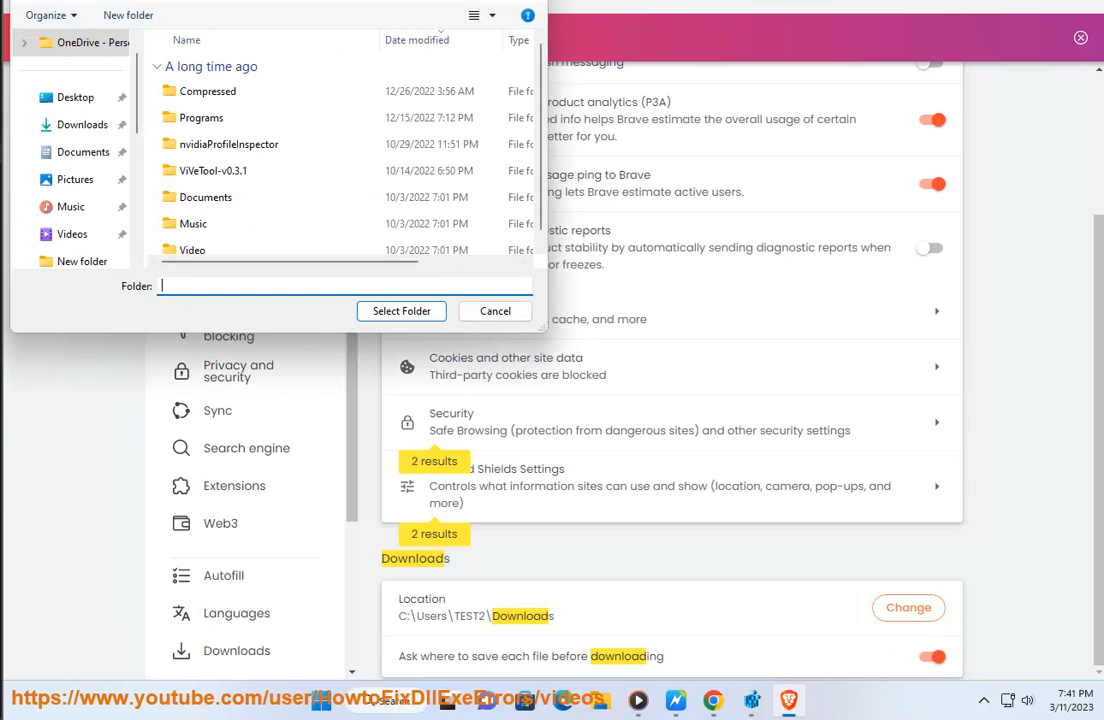 Organize
New folder
Name
Date modified
Type
OneDrive - Pers
A long time ago
Desktop
Downloads
Documents
Pictures
Music
Videos
New folder
Compressed 12/26/2022 3:56 AM File fo
Programs 12/15/2022 7:12 PM File fo
nvidiaProfileInspector 10/29/2022 11:51 PM File fo
ViVeTool-v0.3.1 10/14/2022 6:50 PM File fo
Documents 10/3/2022 7:01 PM File fo
Music 10/3/2022 7:01 PM File fo
Video 10/3/2022 7:01 PM File fo
Folder:
Select Folder
Cancel
messaging
roduct analytics (P3A)
ed info helps Brave estimate the overall usage of certain
etter for you.
sage ping to Brave
ng lets Brave estimate active users.
stic reports
uct stability by automatically sending diagnostic reports when
or freezes.
cache, and more
Cookies and other site data
Third-party cookies are blocked
Security
Safe Browsing (protection from dangerous sites) and other security settings
2 results
d Shields Settings
Controls what information sites can use and show (location, camera, pop-ups, and
more)
2 results
Downloads
Location
C:\Users\TEST2\Downloads
Change
Ask where to save each file before downloading
blocking
Privacy and
security
Sync
Search engine
Extensions
Web3
Autofill
Languages
Downloads
https://www.youtube.com/user/HowtoFixDllExeErrors/videos
Search
7:41 PM
3/11/2023